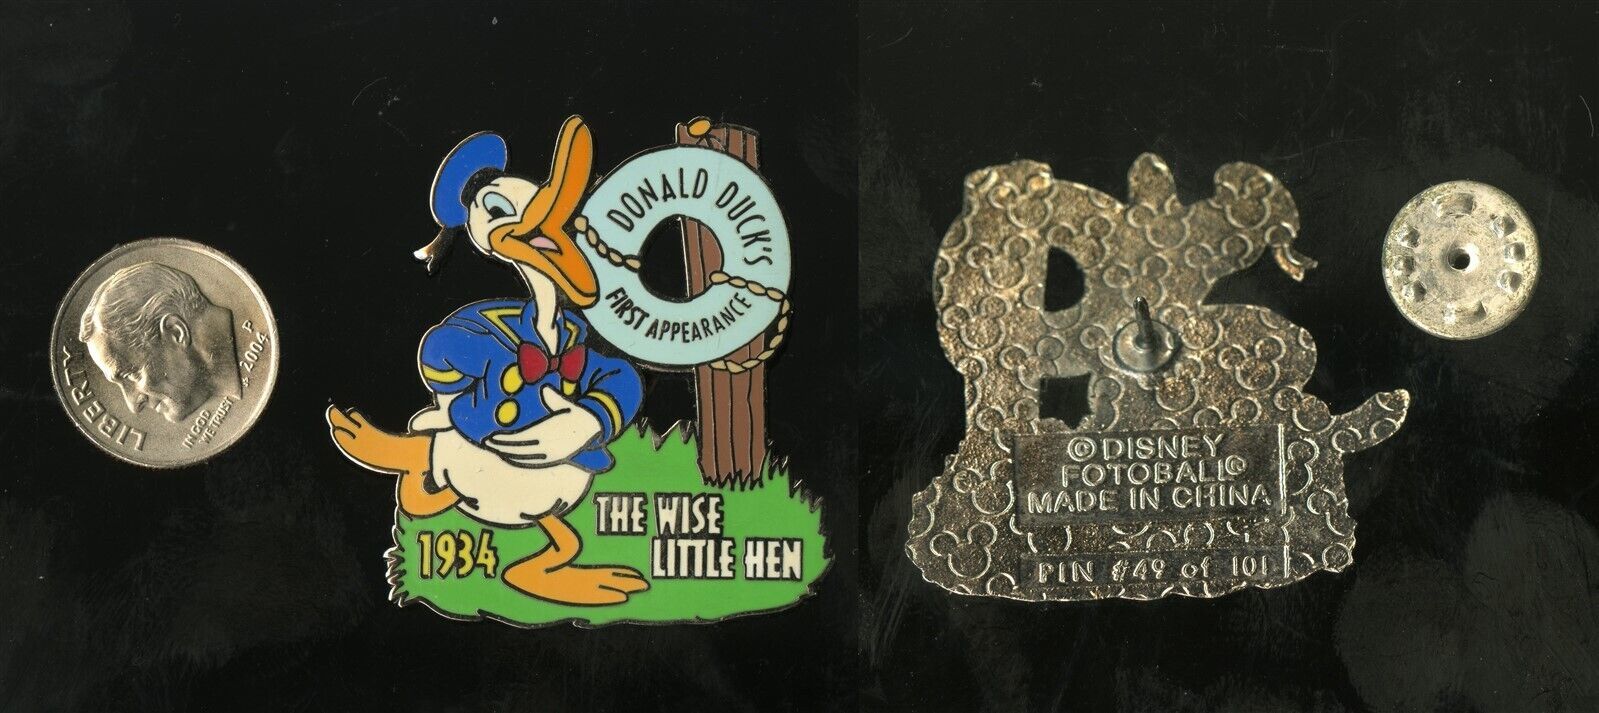 LIBERTY
IN GOD
WE TRUST
2004
P
DONALD DUCK'S
FIRST APPEARANCE
1934
THE WISE
LITTLE HEN
© DISNEY
FOTOBALL©
MADE IN CHINA
PIN #49 of 101